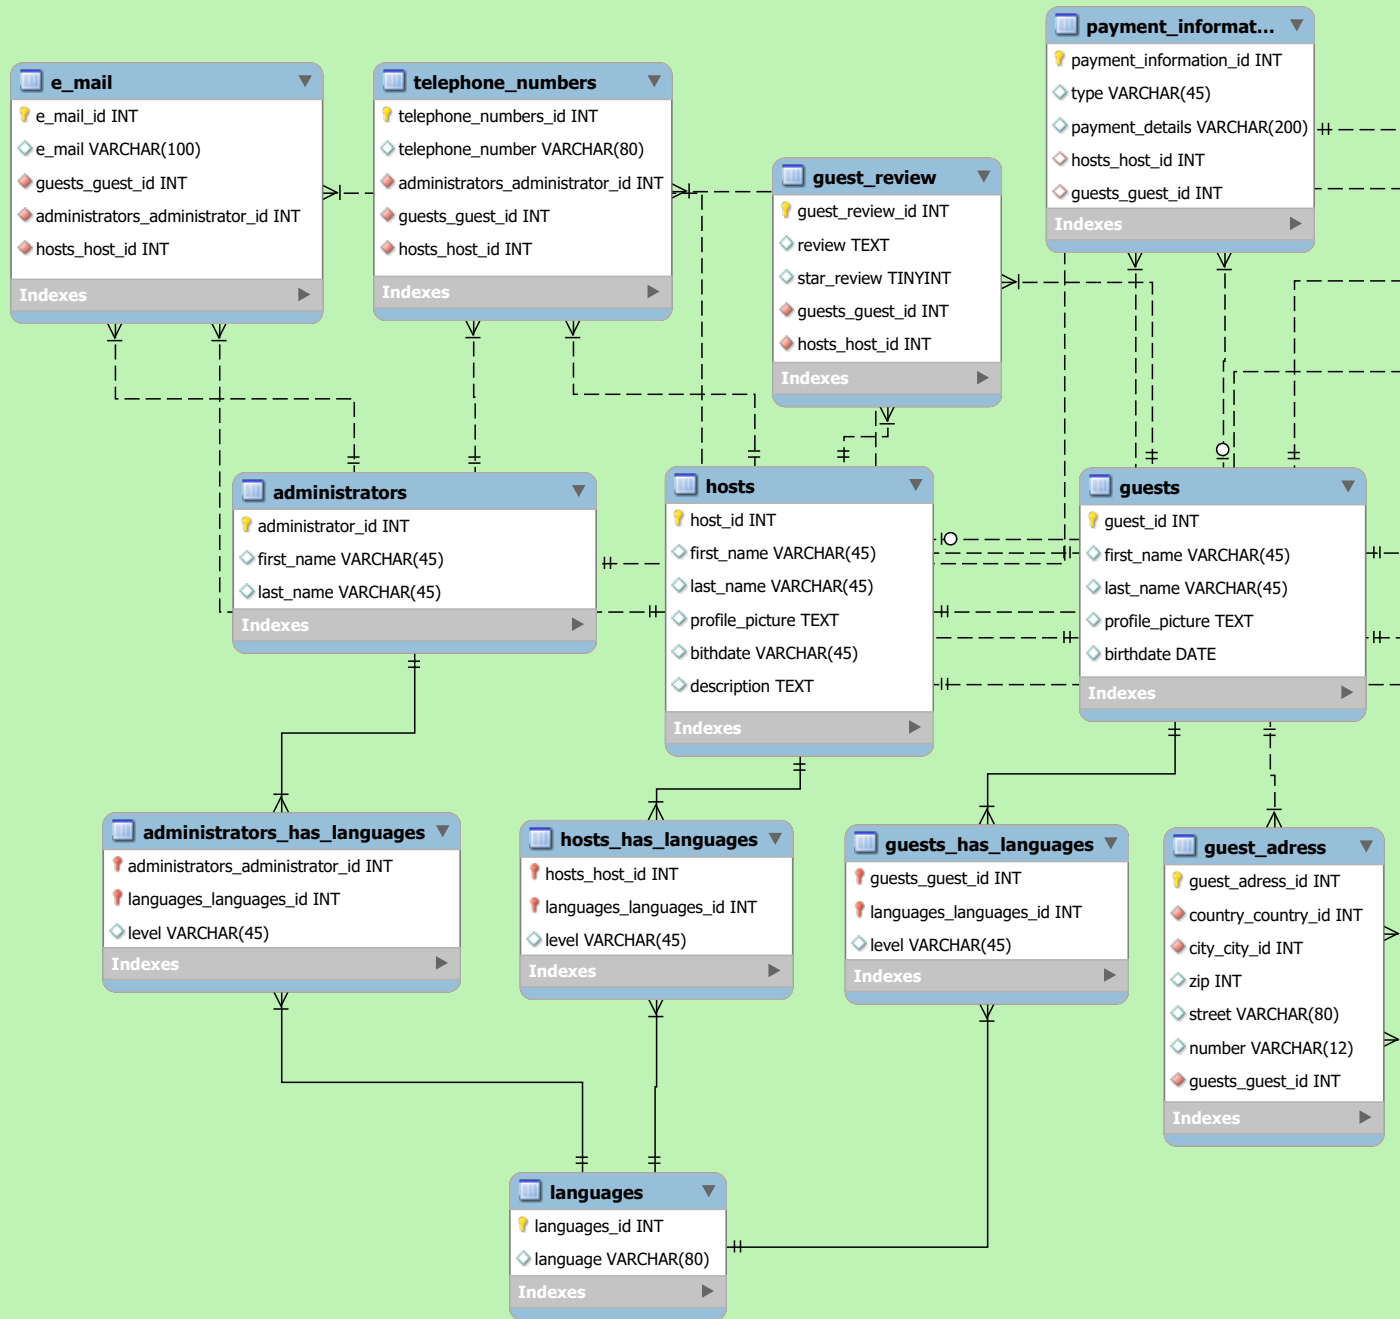 e_mail
e_mail_id INT
e_mail VARCHAR(100)
guests_guest_id INT
administrators_administrator_id INT
hosts_host_id INT
Indexes
telephone_numbers
telephone_numbers_id INT
telephone_number VARCHAR(80)
administrators_administrator_id INT
guests_guest_id INT
hosts_host_id INT
Indexes
guest_review
guest_review_id INT
review TEXT
star_review TINYINT
guests_guest_id INT
hosts_host_id INT
Indexes
payment_informat...
payment_information_id INT
type VARCHAR(45)
payment_details VARCHAR(200)
hosts_host_id INT
guests_guest_id INT
Indexes
administrators
administrator_id INT
first_name VARCHAR(45)
last_name VARCHAR(45)
Indexes
hosts
host_id INT
first_name VARCHAR(45)
last_name VARCHAR(45)
profile_picture TEXT
bithdate VARCHAR(45)
description TEXT
Indexes
guests
guest_id INT
first_name VARCHAR(45)
last_name VARCHAR(45)
profile_picture TEXT
birthdate DATE
Indexes
administrators_has_languages
administrators_administrator_id INT
languages_languages_id INT
level VARCHAR(45)
Indexes
hosts_has_languages
hosts_host_id INT
languages_languages_id INT
level VARCHAR(45)
Indexes
guests_has_languages
guests_guest_id INT
languages_languages_id INT
level VARCHAR(45)
Indexes
guest_adress
guest_adress_id INT
country_country_id INT
city_city_id INT
zip INT
street VARCHAR(80)
number VARCHAR(12)
guests_guest_id INT
Indexes
languages
languages_id INT
language VARCHAR(80)
Indexes